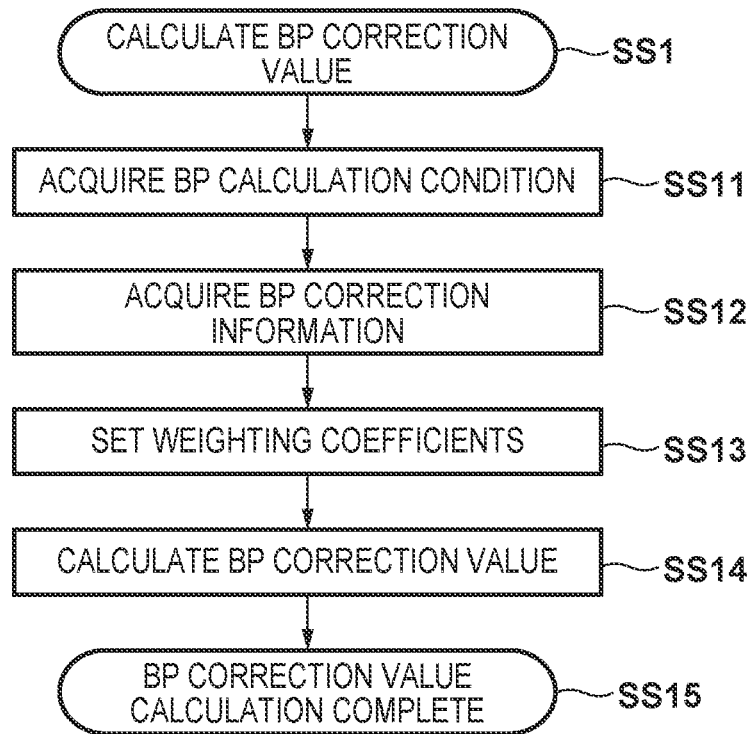 CALCULATE BP CORRECTION
VALUE
SS1
ACQUIRE BP CALCULATION CONDITION
SS11
ACQUIRE BP CORRECTION
INFORMATION
SS12
SET WEIGHTING COEFFICIENTS
SS13
CALCULATE BP CORRECTION VALUE
SS14
BP CORRECTION VALUE
CALCULATION COMPLETE
SS15